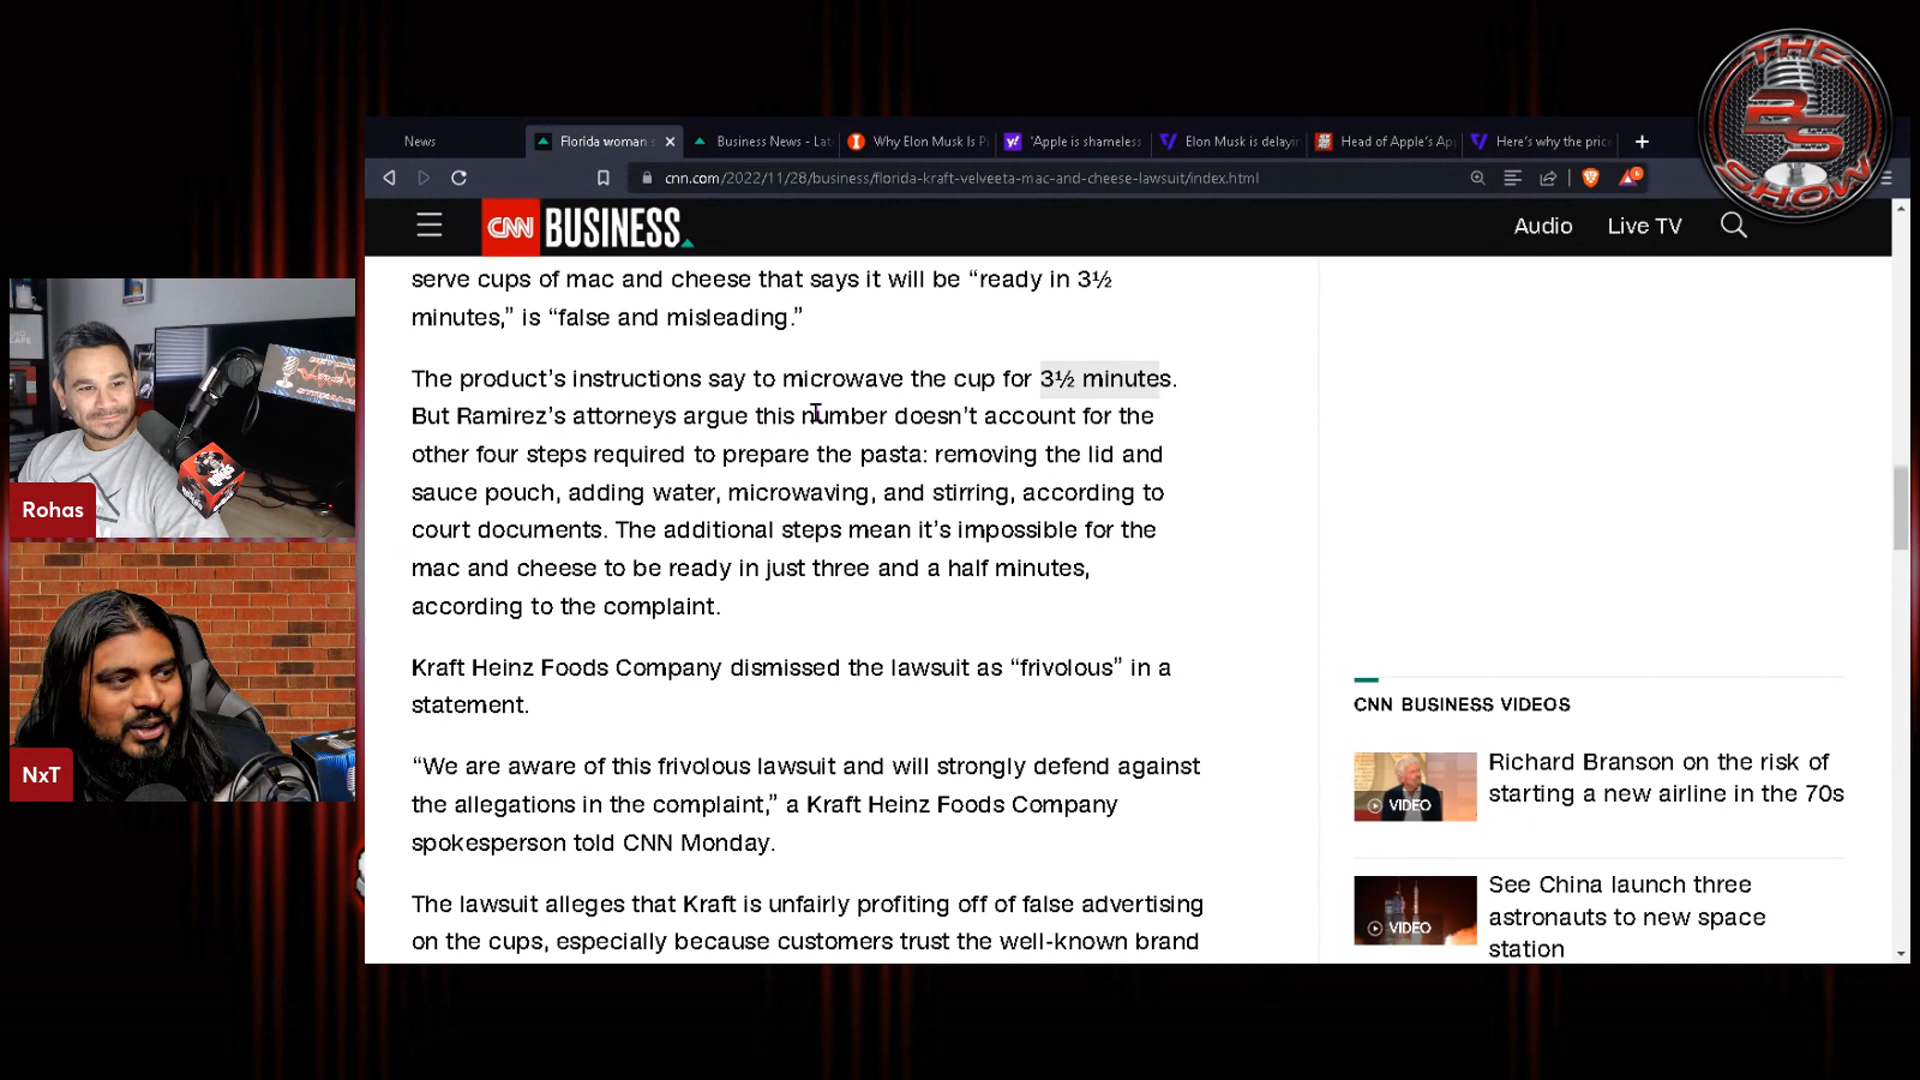 THE
BS
SHOW
News
Florida woman s
Business News - Lat
Why Elon Musk Is P
'Apple is shameless
Elon Musk is delayin
Head of Apple's Ap
Here's why the price
cnn.com/2022/11/28/business/florida-kraft-velveeta-mac-and-cheese-lawsuit/index.html
CNN BUSINESS
Audio
Live TV
serve cups of mac and cheese that says it will be “ready in 3½
minutes,” is “false and misleading.”
The product’s instructions say to microwave the cup for 3½ minutes.
But Ramirez’s attorneys argue this number doesn’t account for the
other four steps required to prepare the pasta: removing the lid and
sauce pouch, adding water, microwaving, and stirring, according to
court documents. The additional steps mean it’s impossible for the
mac and cheese to be ready in just three and a half minutes,
according to the complaint.
Kraft Heinz Foods Company dismissed the lawsuit as “frivolous” in a
statement.
“We are aware of this frivolous lawsuit and will strongly defend against
the allegations in the complaint,” a Kraft Heinz Foods Company
spokesperson told CNN Monday.
The lawsuit alleges that Kraft is unfairly profiting off of false advertising
on the cups, especially because customers trust the well-known brand
CNN BUSINESS VIDEOS
VIDEO
Richard Branson on the risk of
starting a new airline in the 70s
VIDEO
See China launch three
astronauts to new space
station
Rohas
NxT